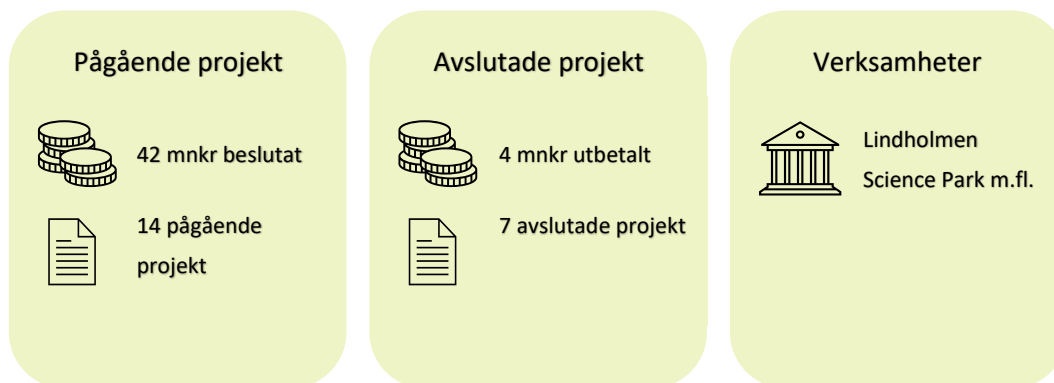 Pågående projekt
42 mnkr beslutat
14 pågående
projekt
Avslutade projekt
4 mnkr utbetalt
7 avslutade projekt
Verksamheter
Lindholmen
Science Park m.fl.